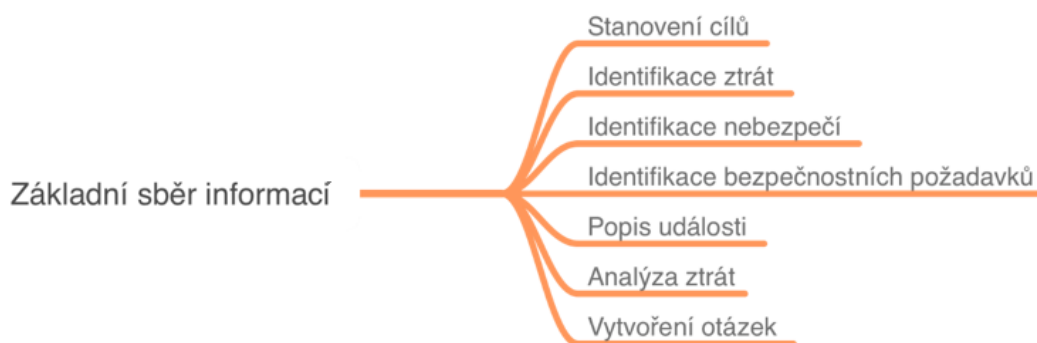 Stanovení cílů
Identifikace ztrát
Identifikace nebezpečí
Základní sběr informací
Identifikace bezpečnostních požadavků
Popis události
Analýza ztrát
Vytvoření otázek